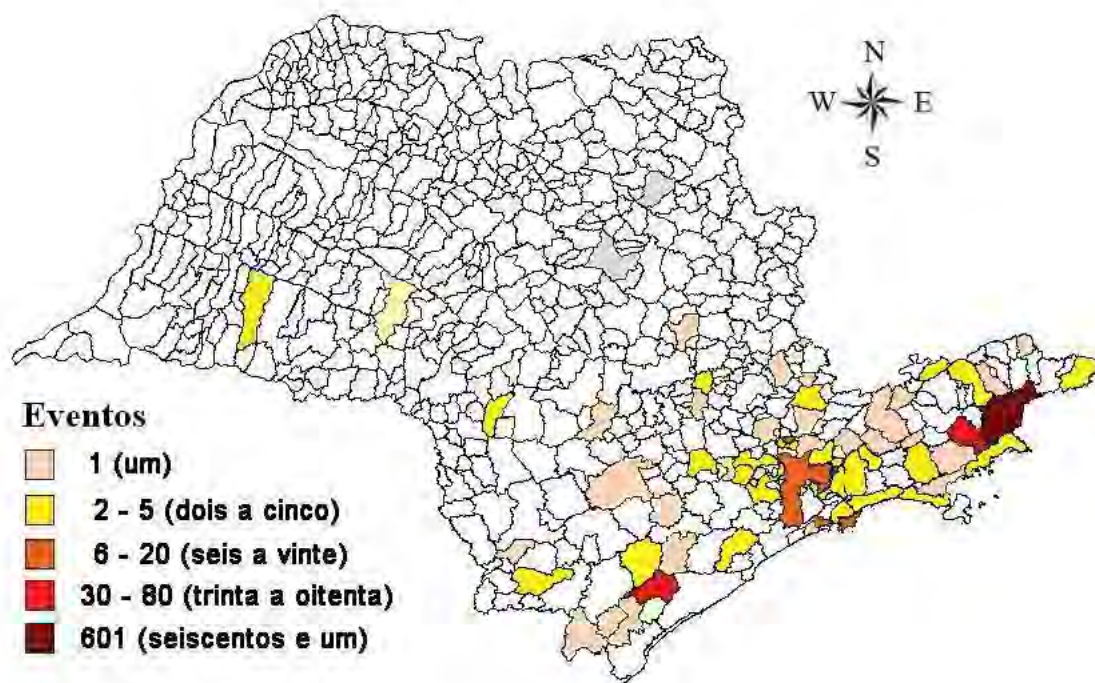 N
W E
S
Eventos
1 (um)
2 - 5 (dois a cinco)
6 - 20 (seis a vinte)
30 - 80 (trinta a oitenta)
601 (seiscentos e um)